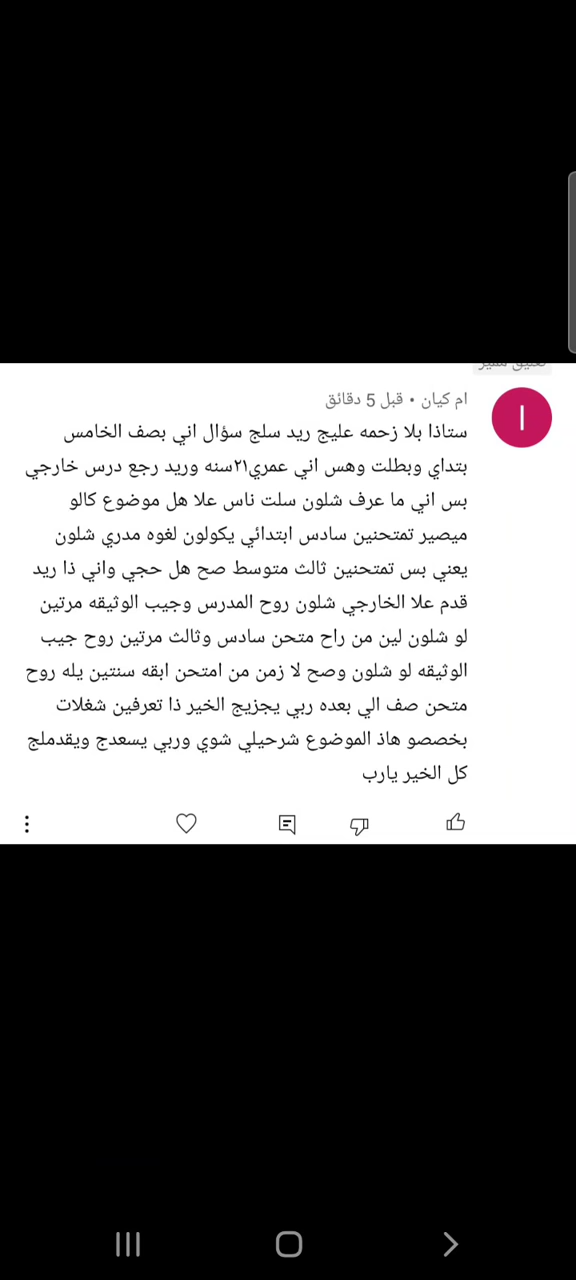 ام كيان • قبل 5 دقائق
ستاذا بلا زحمه عليج ريد سلج سؤال اني بصف الخامس
بتداي وبطلت وهس اني عمري٢١سنه وريد رجع درس خارجي
بس اني ما عرف شلون سلت ناس علا هل موضوع كالو
ميصير تمتحنين سادس ابتدائي يكولون لغوه مدري شلون
يعني بس تمتحنين ثالث متوسط صح هل حجي واني ذا ريد
قدم علا الخارجي شلون روح المدرس وجيب الوثيقه مرتين
لو شلون لين من راح متحن سادس وثالث مرتين روح جيب
الوثيقه لو شلون وصح لا زمن من امتحن ابقه سنتين يله روح
متحن صف الي بعده ربي يجزيج الخير ذا تعرفين شغلات
بخصصو هاذ الموضوع شرحيلي شوي وربي يسعدج ويقدملج
كل الخير يارب